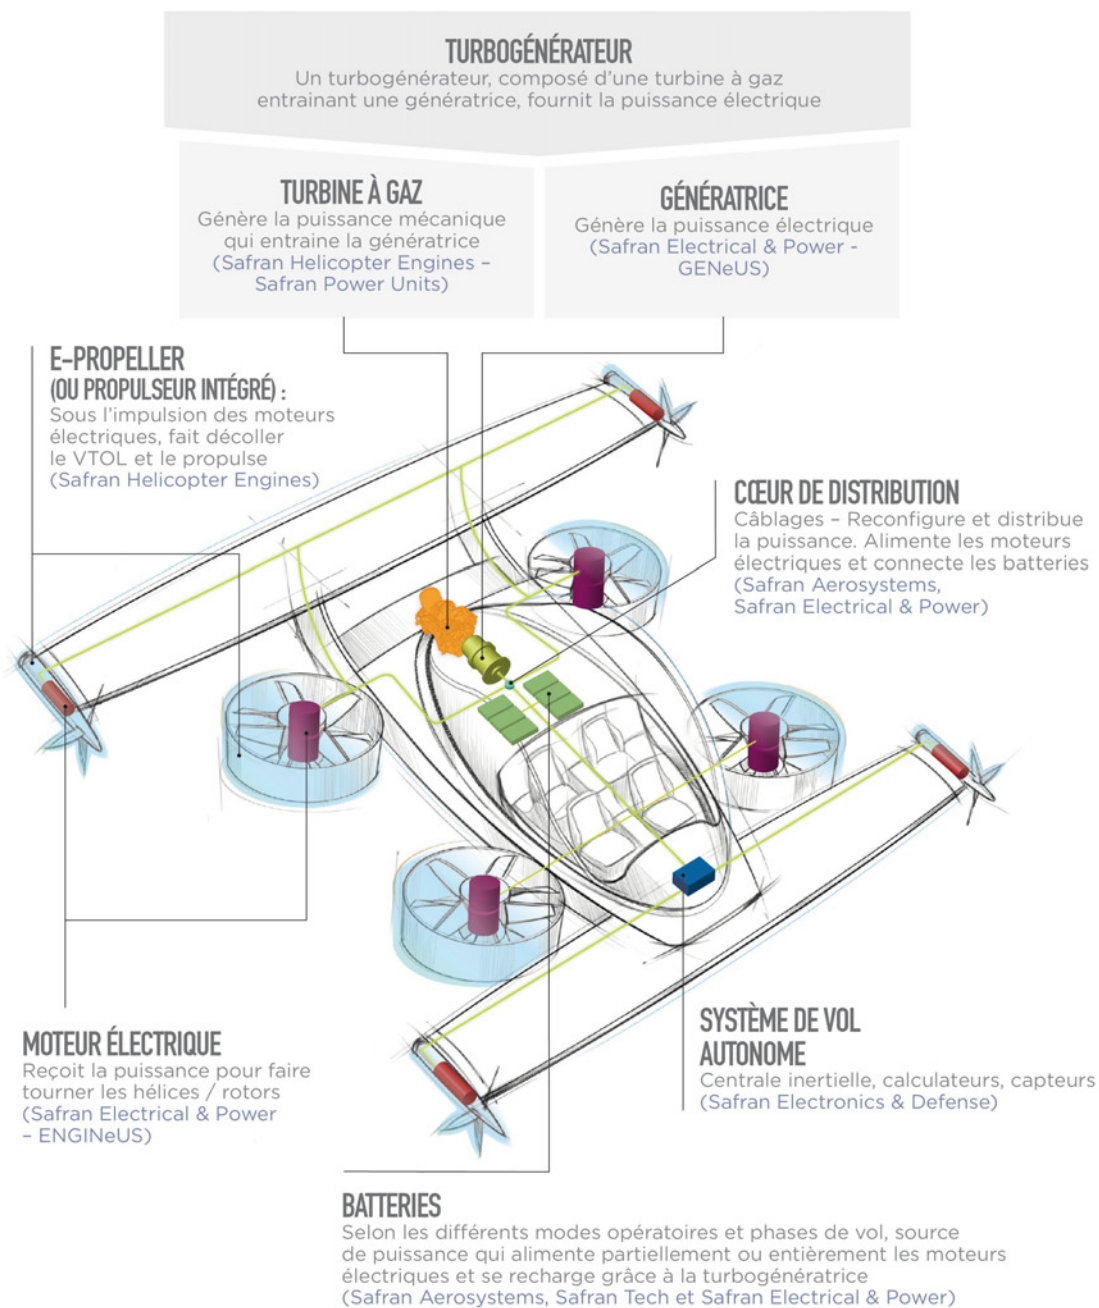 TURBOGÉNÉRATEUR
Un turbogénérateur, composé d’une turbine à gaz
entrainant une génératrice, fournit la puissance électrique
TURBINE À GAZ
Génère la puissance mécanique
qui entraine la génératrice
(Safran Helicopter Engines –
Safran Power Units)
GÉNÉRATRICE
Génère la puissance électrique
(Safran Electrical & Power -
GENeUS)
E-PROPELLER
(OU PROPULSEUR INTÉGRÉ) :
Sous l’impulsion des moteurs
électriques, fait décoller
le VTOL et le propulse
(Safran Helicopter Engines)
CŒUR DE DISTRIBUTION
Câblages – Reconfigure et distribue
la puissance. Alimente les moteurs
électriques et connecte les batteries
(Safran Aerosystems,
Safran Electrical & Power)
MOTEUR ÉLECTRIQUE
Reçoit la puissance pour faire
tourner les hélices / rotors
(Safran Electrical & Power
– ENGINeUS)
SYSTÈME DE VOL
AUTONOME
Centrale inertielle, calculateurs, capteurs
(Safran Electronics & Defense)
BATTERIES
Selon les différents modes opératoires et phases de vol, source
de puissance qui alimente partiellement ou entièrement les moteurs
électriques et se recharge grâce à la turbogénératrice
(Safran Aerosystems, Safran Tech et Safran Electrical & Power)